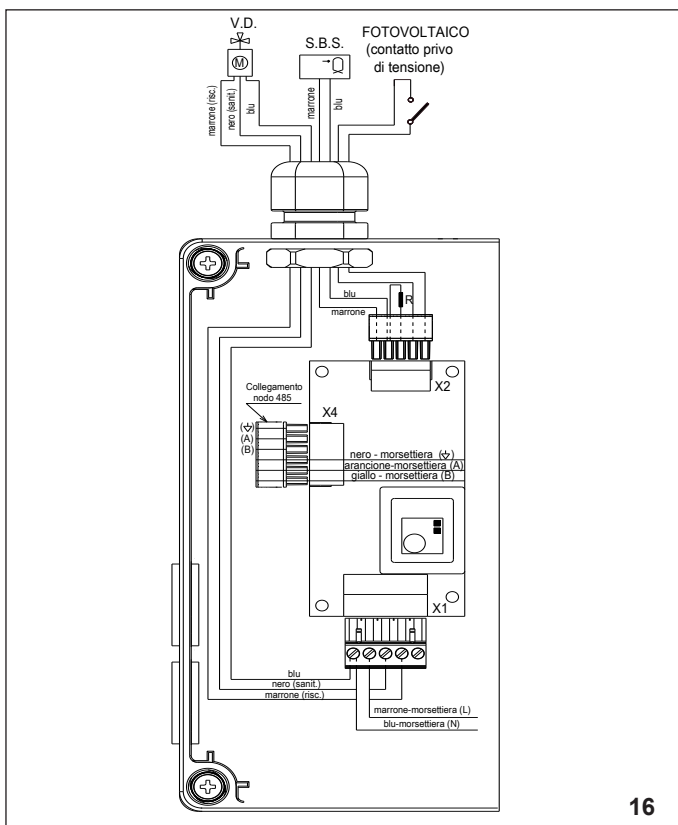 V.D.
M
marrone (risc.)
nero (sanit.)
blu
S.B.S.
marrone
blu
FOTOVOLTAICO
(contatto privo
di tensione)
blu
marrone
R
X2
Collegamento
nodo 485
(⏚)
(A)
(B)
X4
nero - morsettiera (⏚)
arancione-morsettiera (A)
giallo - morsettiera (B)
X1
blu
nero (sanit.)
marrone (risc.)
marrone-morsettiera (L)
blu-morsettiera (N)
16